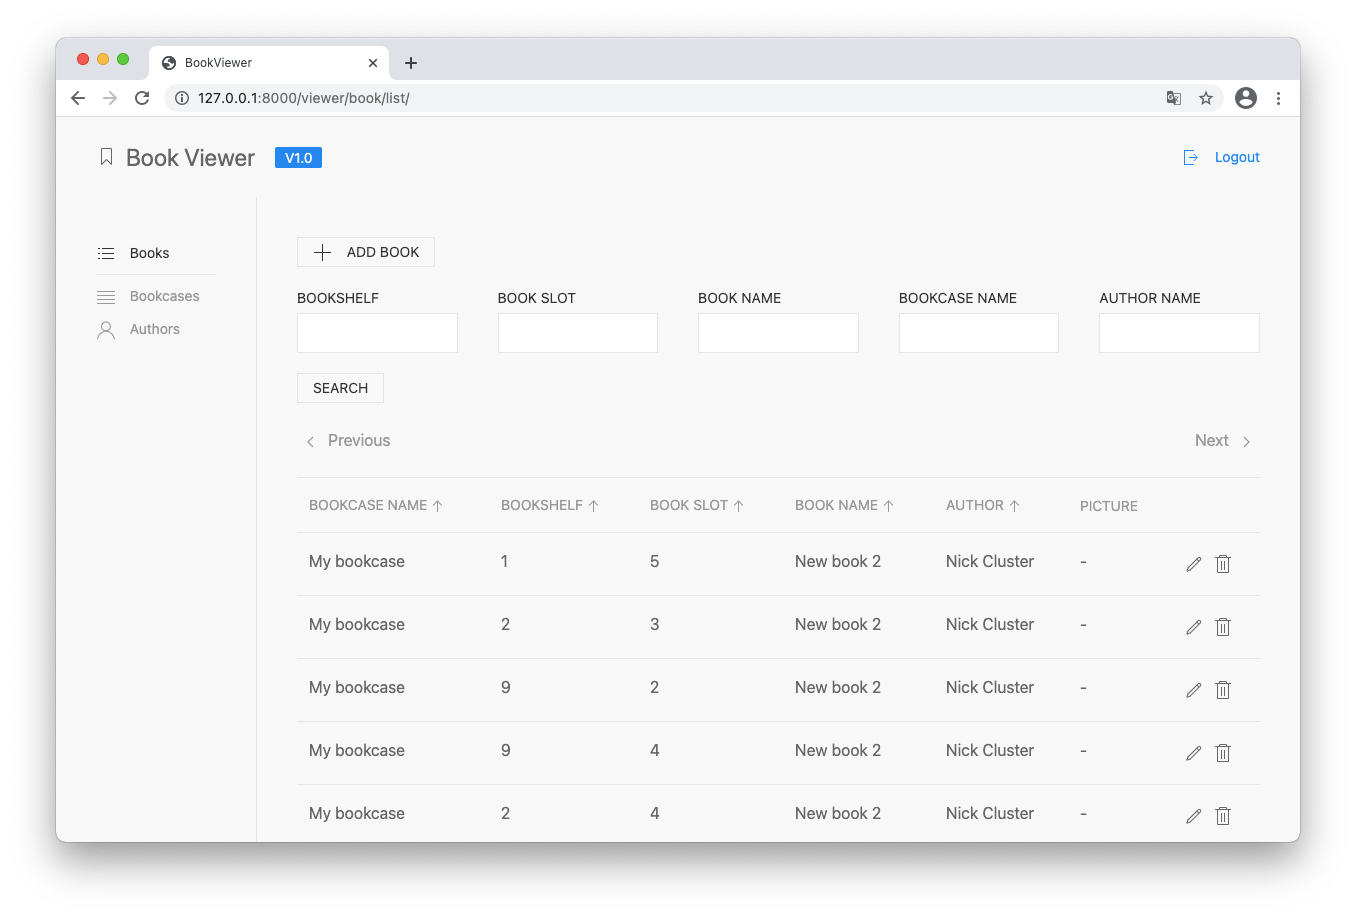 BookViewer
127.0.0.1:8000/viewer/book/list/
Book Viewer V1.0 Logout
Books
Bookcases
Authors
ADD BOOK
BOOKSHELF BOOK SLOT BOOK NAME BOOKCASE NAME AUTHOR NAME
SEARCH
Previous Next
BOOKCASE NAME BOOKSHELF BOOK SLOT BOOK NAME AUTHOR PICTURE
My bookcase 1 5 New book 2 Nick Cluster -
My bookcase 2 3 New book 2 Nick Cluster -
My bookcase 9 2 New book 2 Nick Cluster -
My bookcase 9 4 New book 2 Nick Cluster -
My bookcase 2 4 New book 2 Nick Cluster -